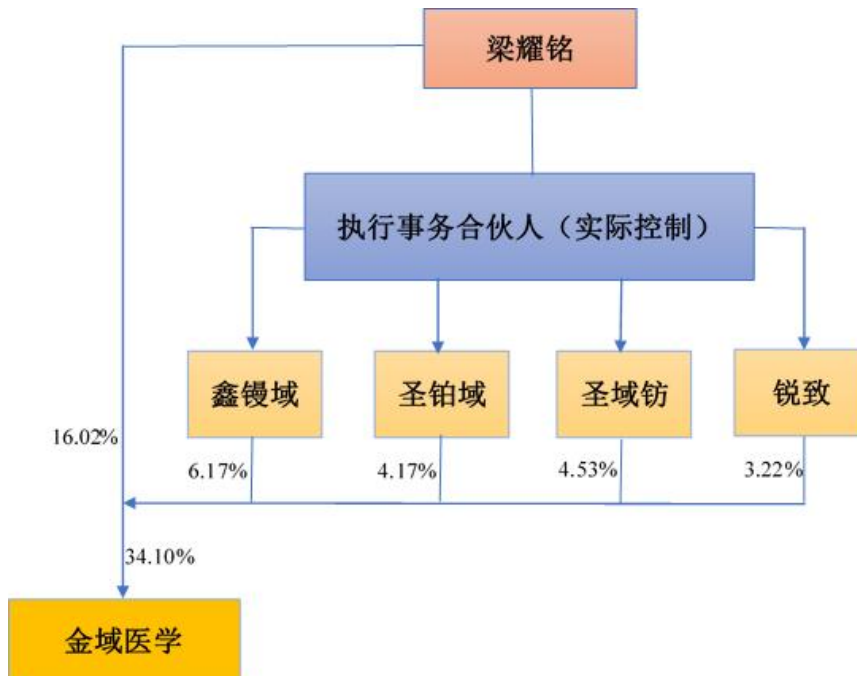 梁耀铭
执行事务合伙人（实际控制）
鑫镘域
圣铂域
圣域钫
锐致
16.02%
6.17%
4.17%
4.53%
3.22%
34.10%
金域医学